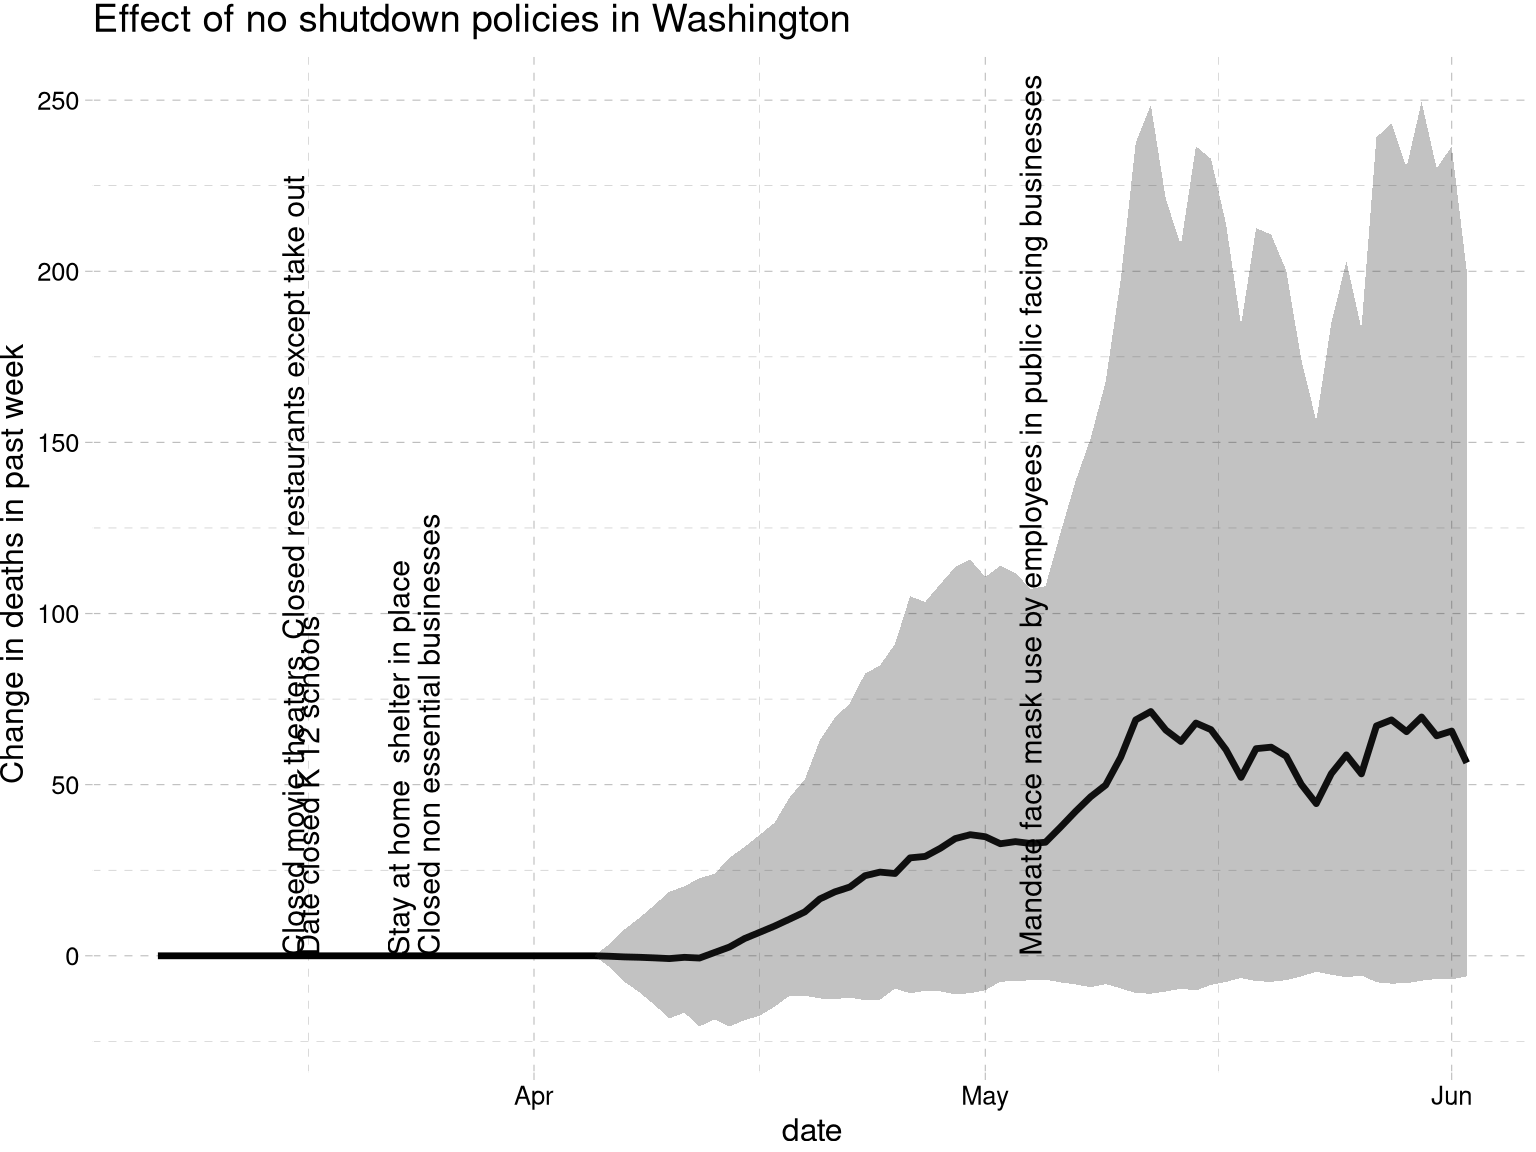 Effect of no shutdown policies in Washington
Change in deaths in past week
250
200
150
100
50
0
Closed movie theaters, Closed restaurants except take out
Date closed K 12 schools
Stay at home  shelter in place
Closed non essential businesses
Mandate face mask use by employees in public facing businesses
Apr
May
Jun
date